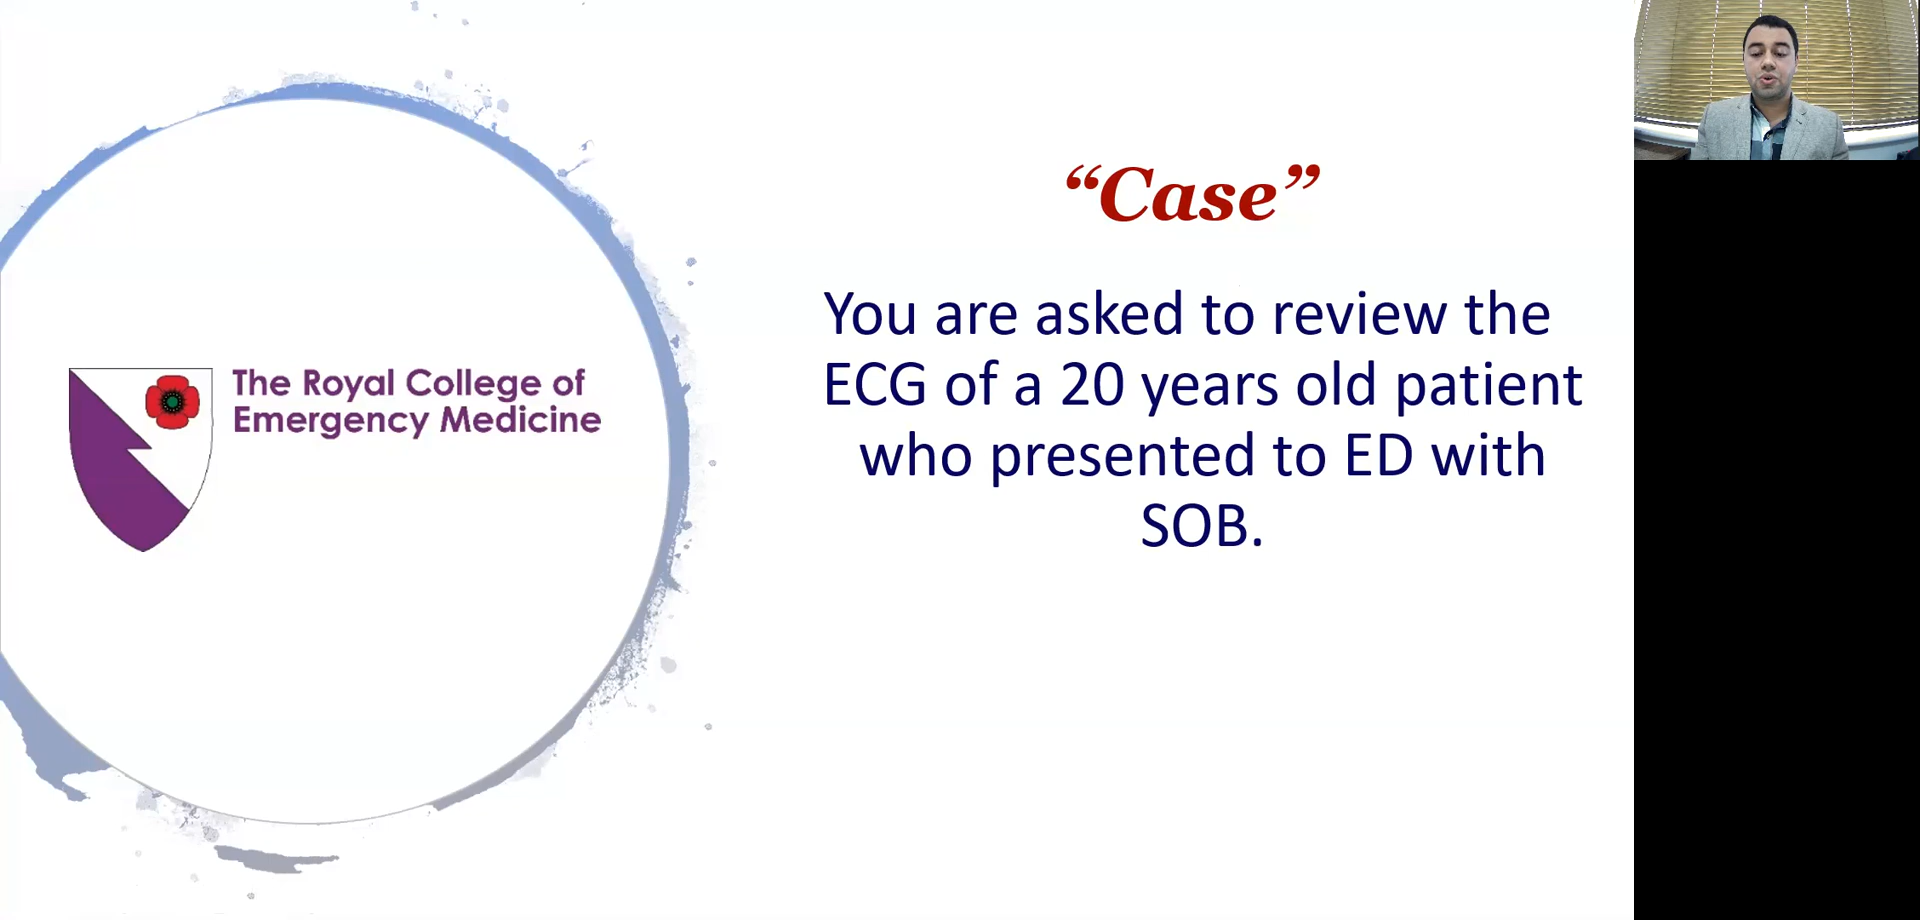 “Case”
The Royal College of
Emergency Medicine
You are asked to review the
ECG of a 20 years old patient
who presented to ED with
SOB.